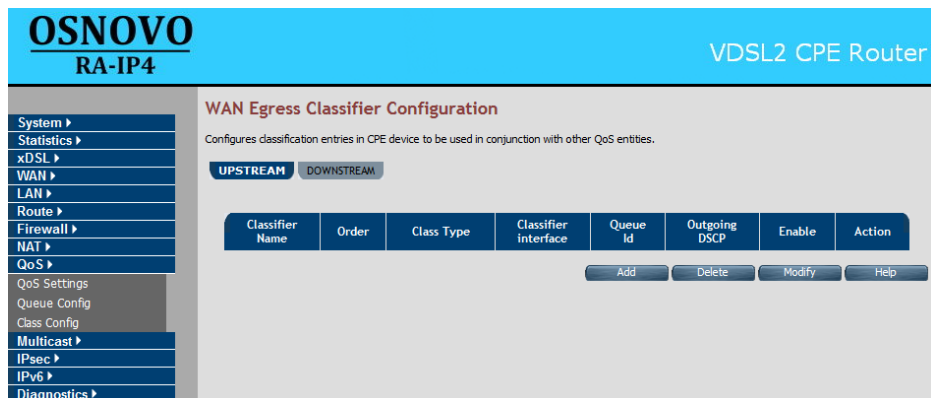 OSNOVO
RA-IP4
VDSL2 CPE Router
System
Statistics
xDSL
WAN
LAN
Route
Firewall
NAT
QoS
QoS Settings
Queue Config
Class Config
Multicast
IPsec
IPv6
Diagnostics
WAN Egress Classifier Configuration
Configures classification entries in CPE device to be used in conjunction with other QoS entities.
UPSTREAM DOWNSTREAM
Classifier Name Order Class Type Classifier interface Queue Id Outgoing DSCP Enable Action
Add Delete Modify Help